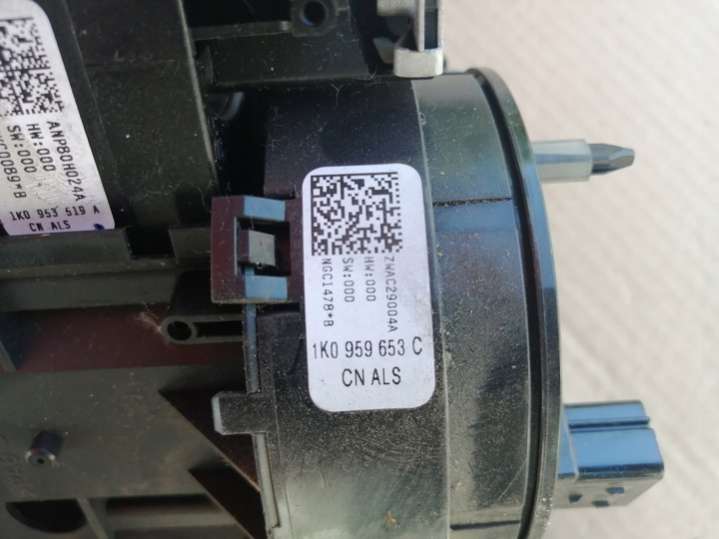 ANP80H024A
HW:000
SW:000
C0089*B
1K0 953 519 A
CN ALS
ZWAC29004A
HW:000
SW:000
NGC1478*B
1K0 959 653 C
CN ALS